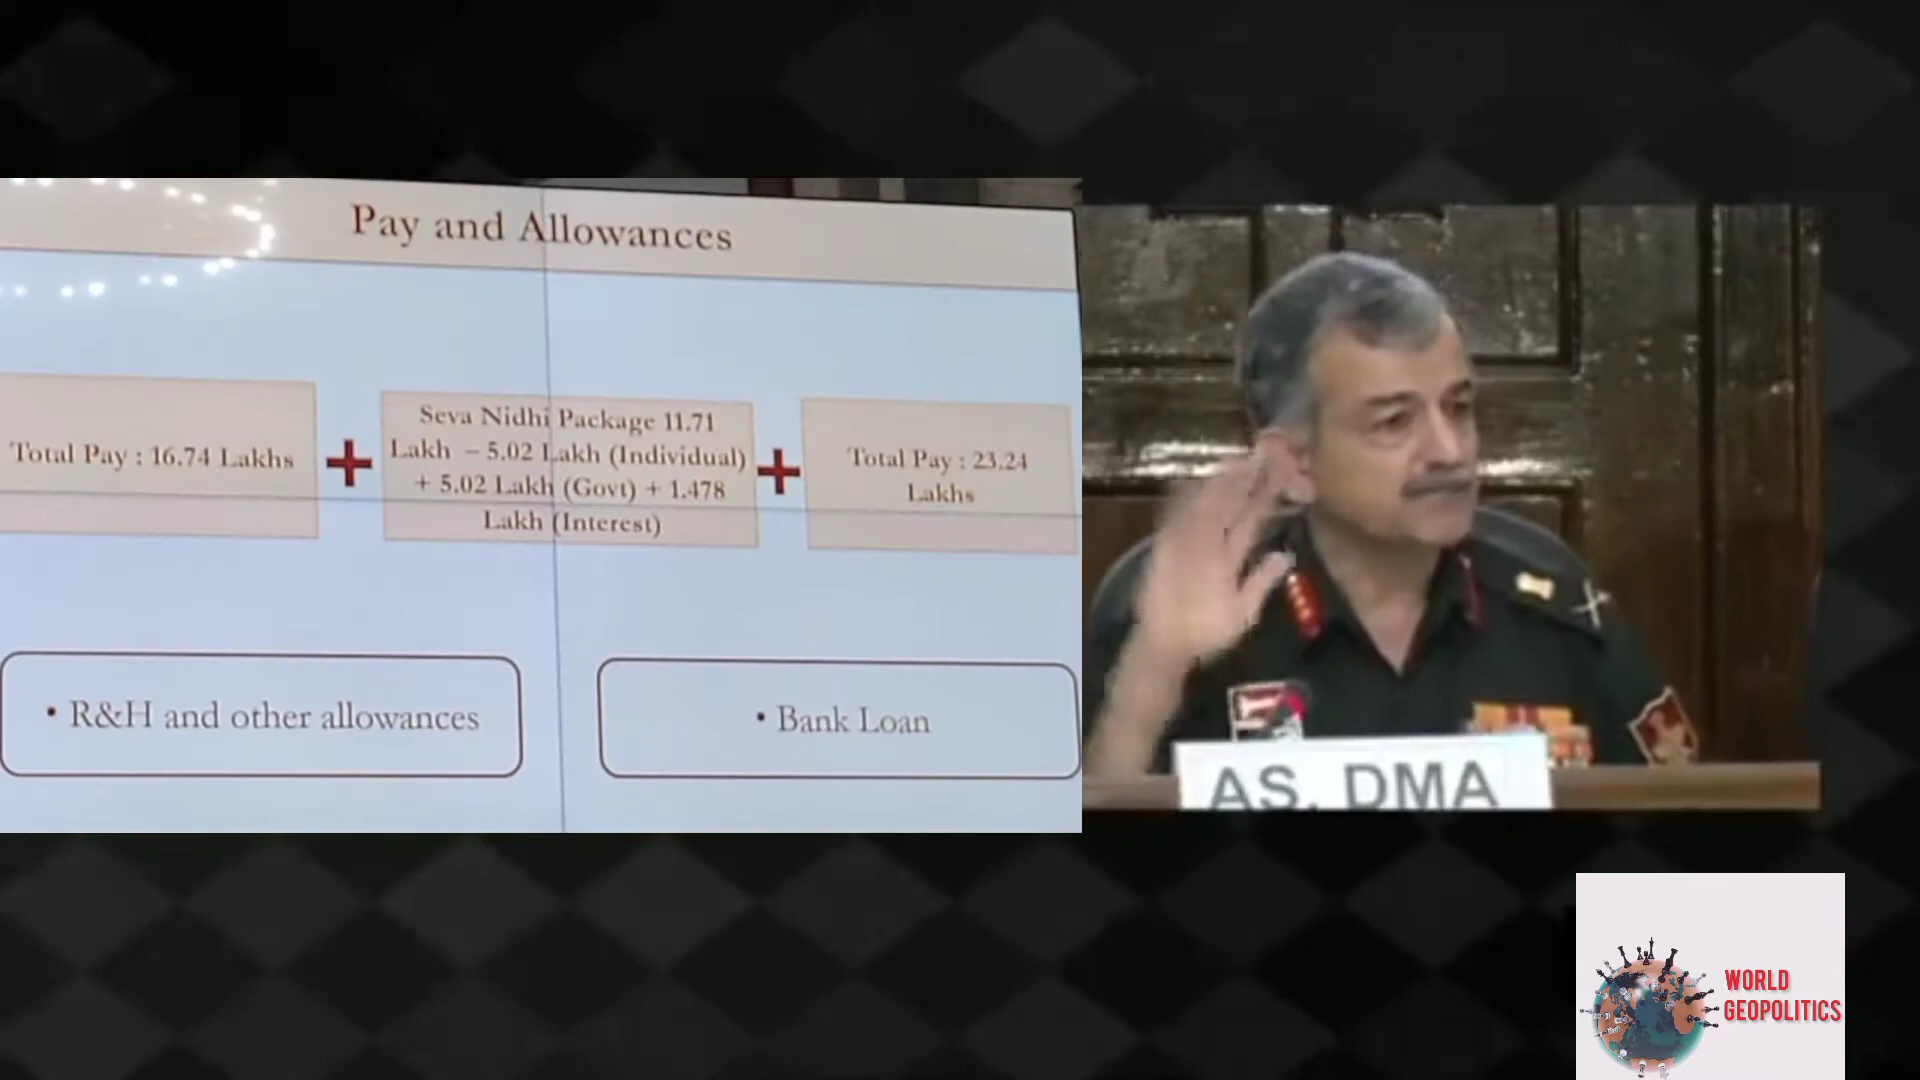 Pay and Allowances
Total Pay : 16.74 Lakhs
+
Seva Nidhi Package 11.71
Lakh – 5.02 Lakh (Individual)
+ 5.02 Lakh (Govt) + 1.478
Lakh (Interest)
+
Total Pay : 23.24
Lakhs
• R&H and other allowances
• Bank Loan
AS, DMA
WORLD
GEOPOLITICS